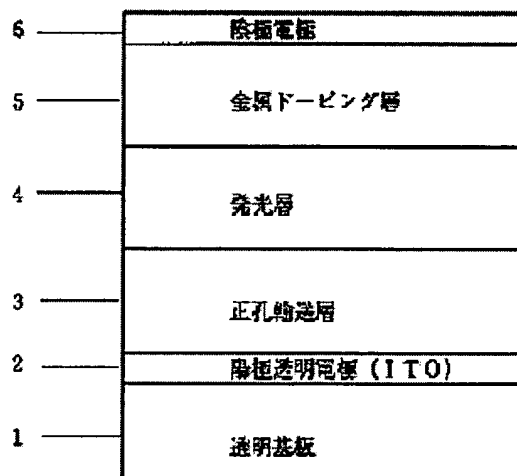 6 陰極電極
5 金属ドーピング層
4 発光層
3 正孔輸送層
2 陽極透明電極(ITO)
1 透明基板